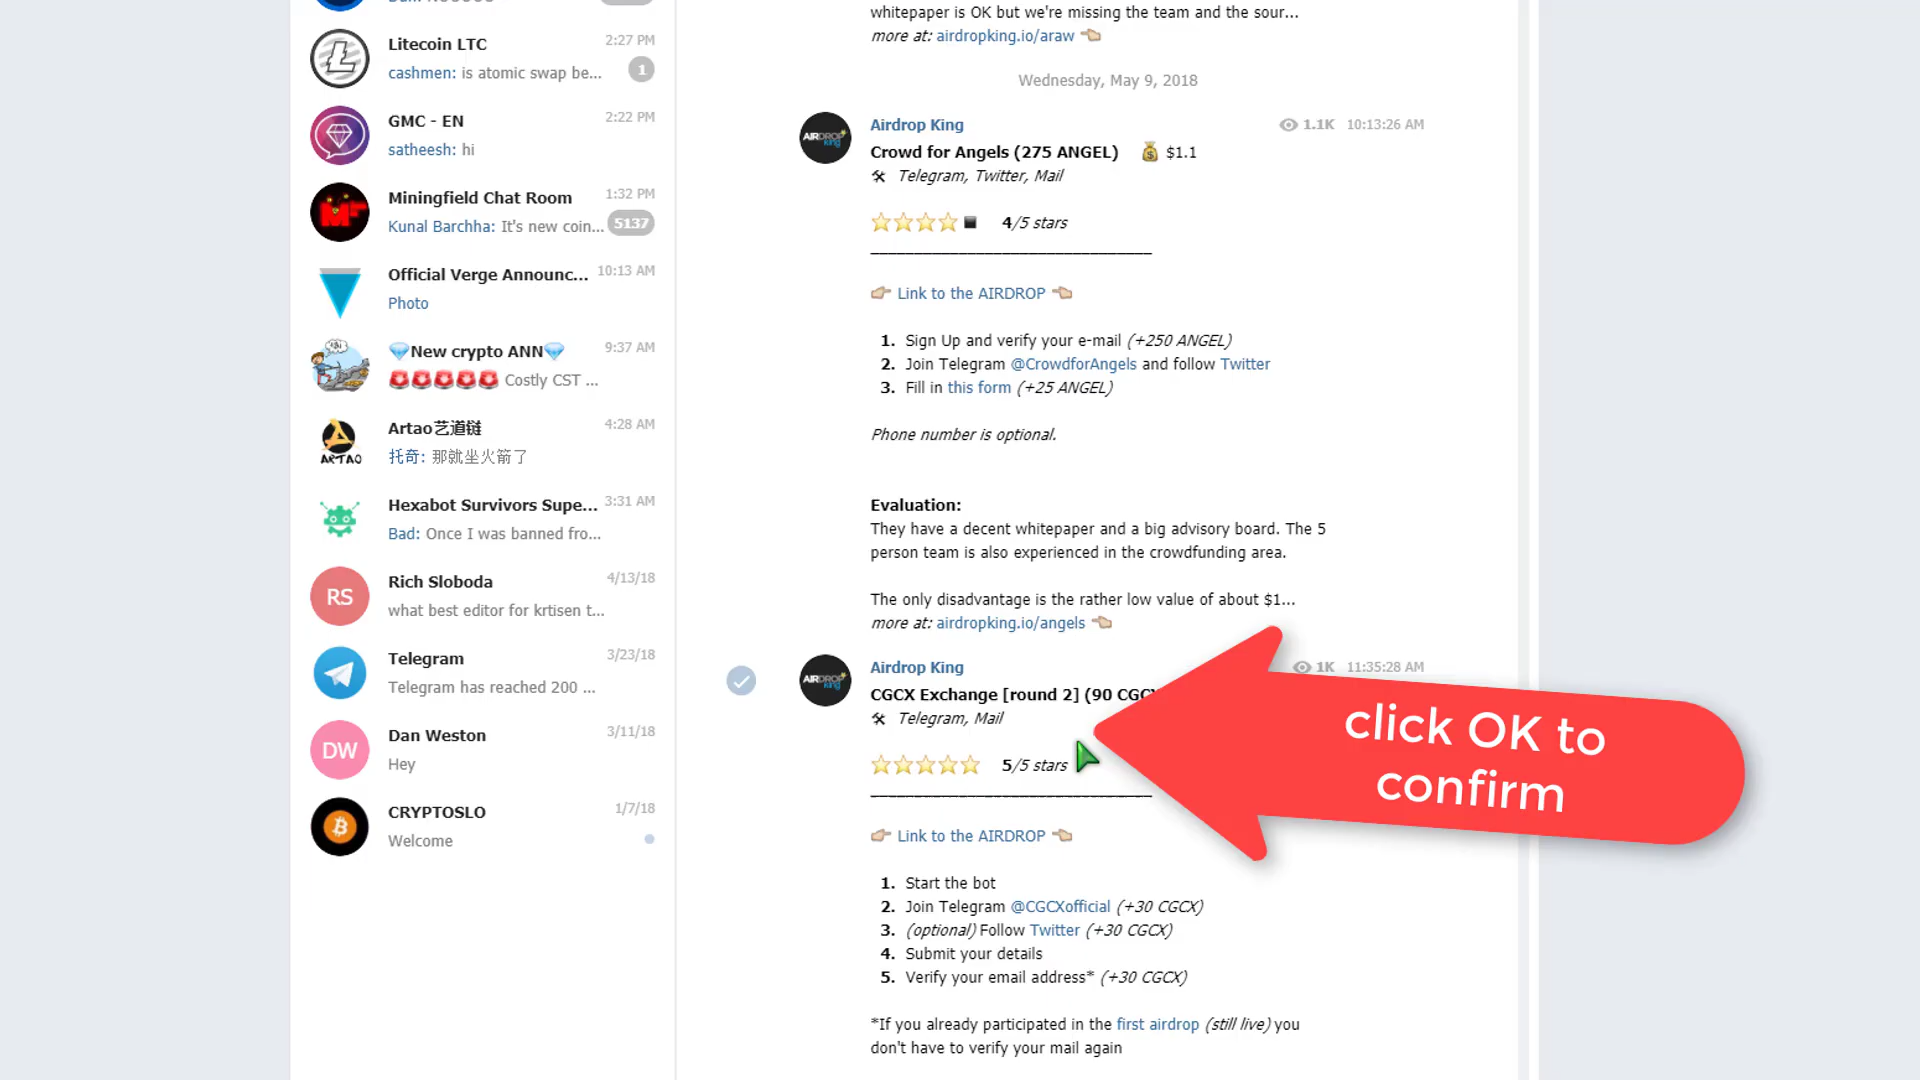 Litecoin LTC 2:27 PM
cashmen: is atomic swap be... 1
GMC - EN 2:22 PM
satheesh: hi
Miningfield Chat Room 1:32 PM
Kunal Barchha: It's new coin... 5137
Official Verge Announc... 10:13 AM
Photo
💎New crypto ANN💎 9:37 AM
🚨🚨🚨🚨🚨 Costly CST ...
Artao艺道链 4:28 AM
托奇: 那就坐火箭了
ARTAO
Hexabot Survivors Supe... 3:31 AM
Bad: Once I was banned fro...
RS
Rich Sloboda 4/13/18
what best editor for krtisen t...
Telegram 3/23/18
Telegram has reached 200 ...
DW
Dan Weston 3/11/18
Hey
CRYPTOSLO 1/7/18
Welcome
whitepaper is OK but we're missing the team and the sour...
more at: airdropking.io/araw 👈
Wednesday, May 9, 2018
AIRDROP king
Airdrop King 1.1K 10:13:26 AM
Crowd for Angels (275 ANGEL) 💰 $1.1
🛠 Telegram, Twitter, Mail
⭐⭐⭐⭐◾ 4/5 stars
👉 Link to the AIRDROP 👈
1. Sign Up and verify your e-mail (+250 ANGEL)
2. Join Telegram @CrowdforAngels and follow Twitter
3. Fill in this form (+25 ANGEL)
Phone number is optional.
Evaluation:
They have a decent whitepaper and a big advisory board. The 5
person team is also experienced in the crowdfunding area.
The only disadvantage is the rather low value of about $1...
more at: airdropking.io/angels 👈
AIRDROP king
Airdrop King 1K 11:35:28 AM
CGCX Exchange [round 2] (90 CGCX
🛠 Telegram, Mail
⭐⭐⭐⭐⭐ 5/5 stars
👉 Link to the AIRDROP 👈
1. Start the bot
2. Join Telegram @CGCXofficial (+30 CGCX)
3. (optional) Follow Twitter (+30 CGCX)
4. Submit your details
5. Verify your email address* (+30 CGCX)
*If you already participated in the first airdrop (still live) you
don't have to verify your mail again
click OK to
confirm